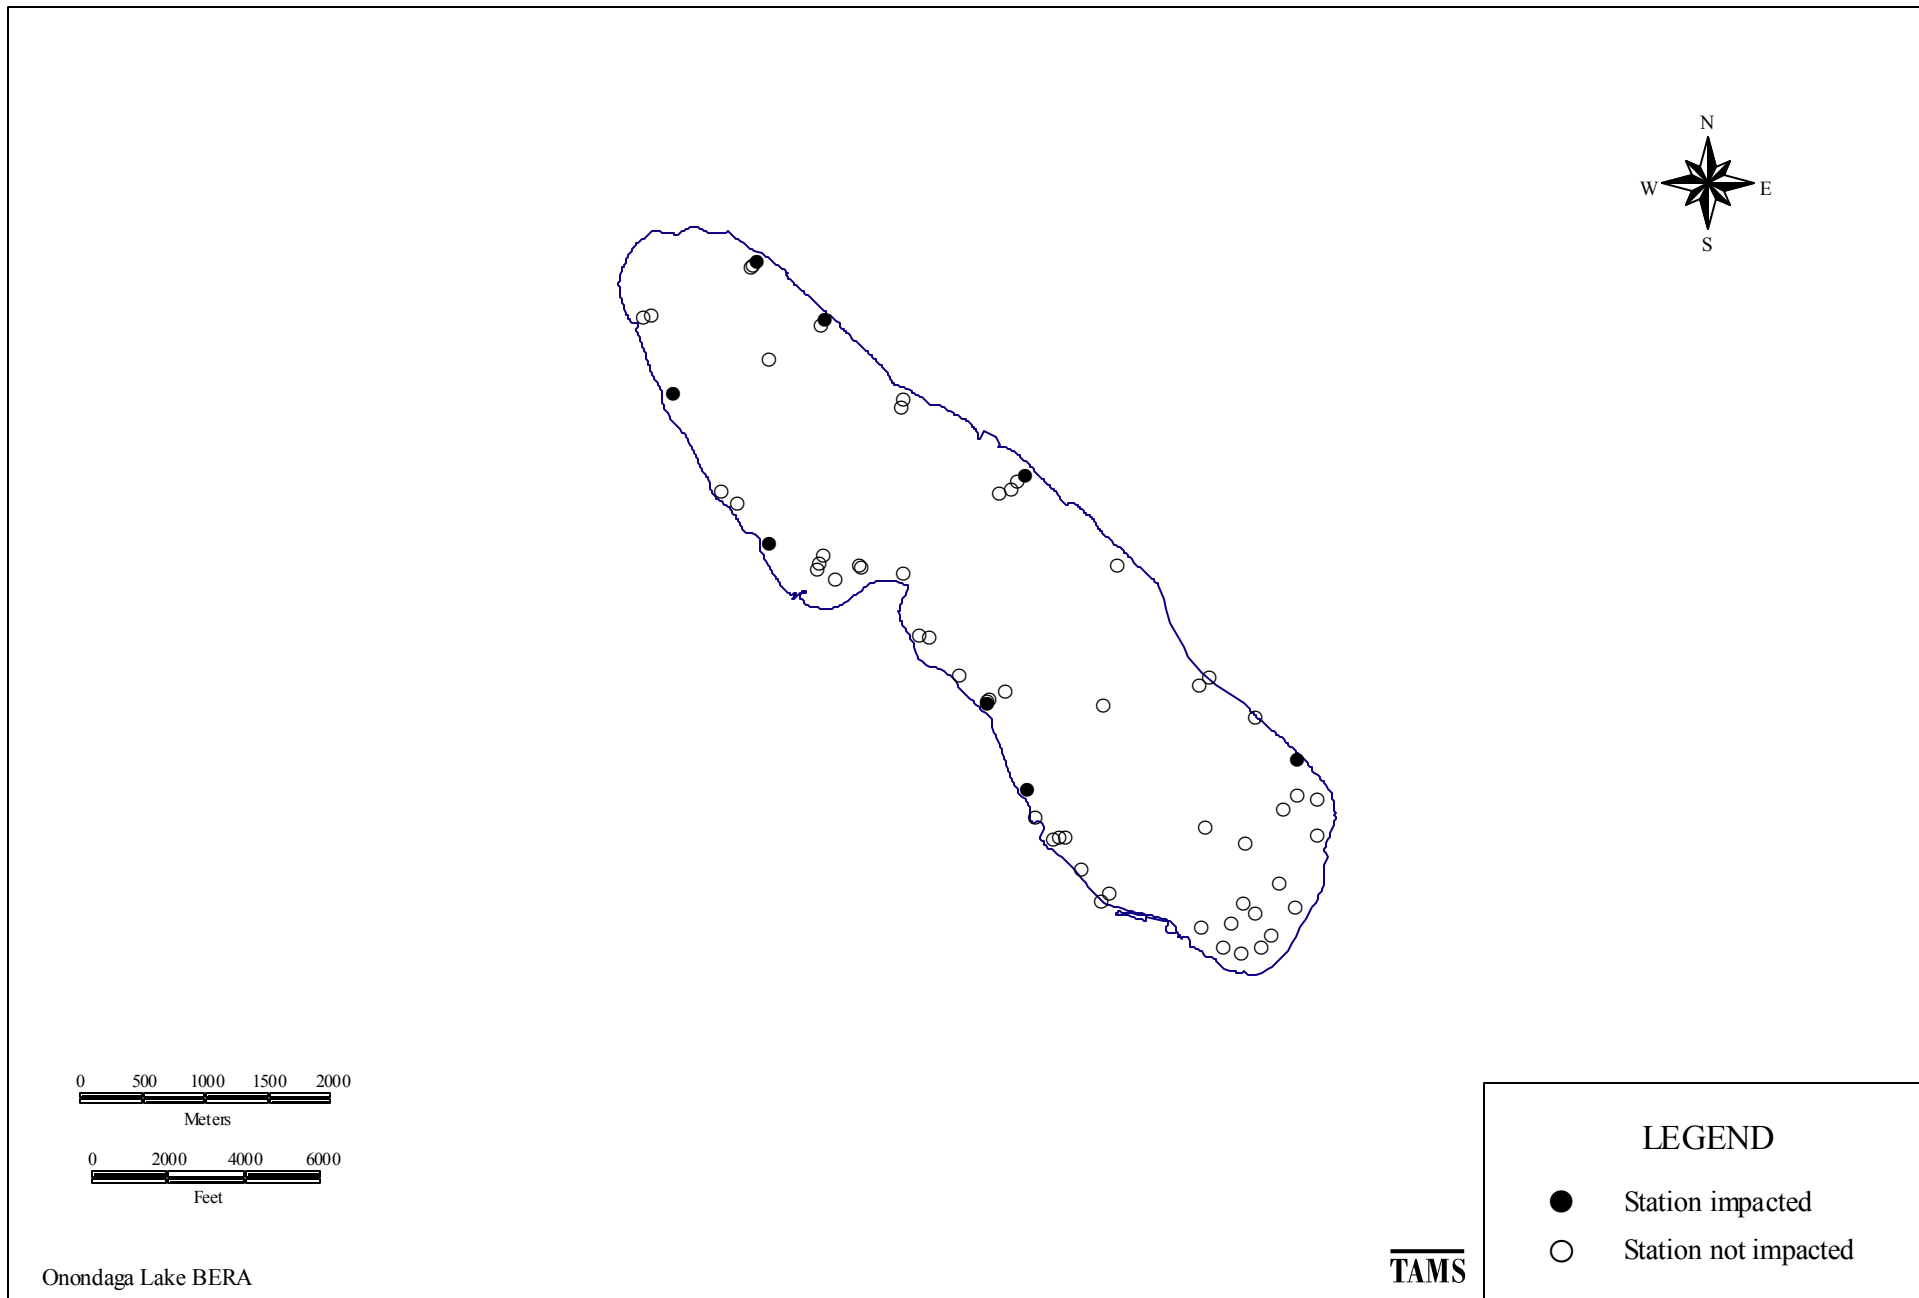 N
W E
S
0 500 1000 1500 2000
Meters
0 2000 4000 6000
Feet
Onondaga Lake BERA
TAMS
LEGEND
Station impacted
Station not impacted